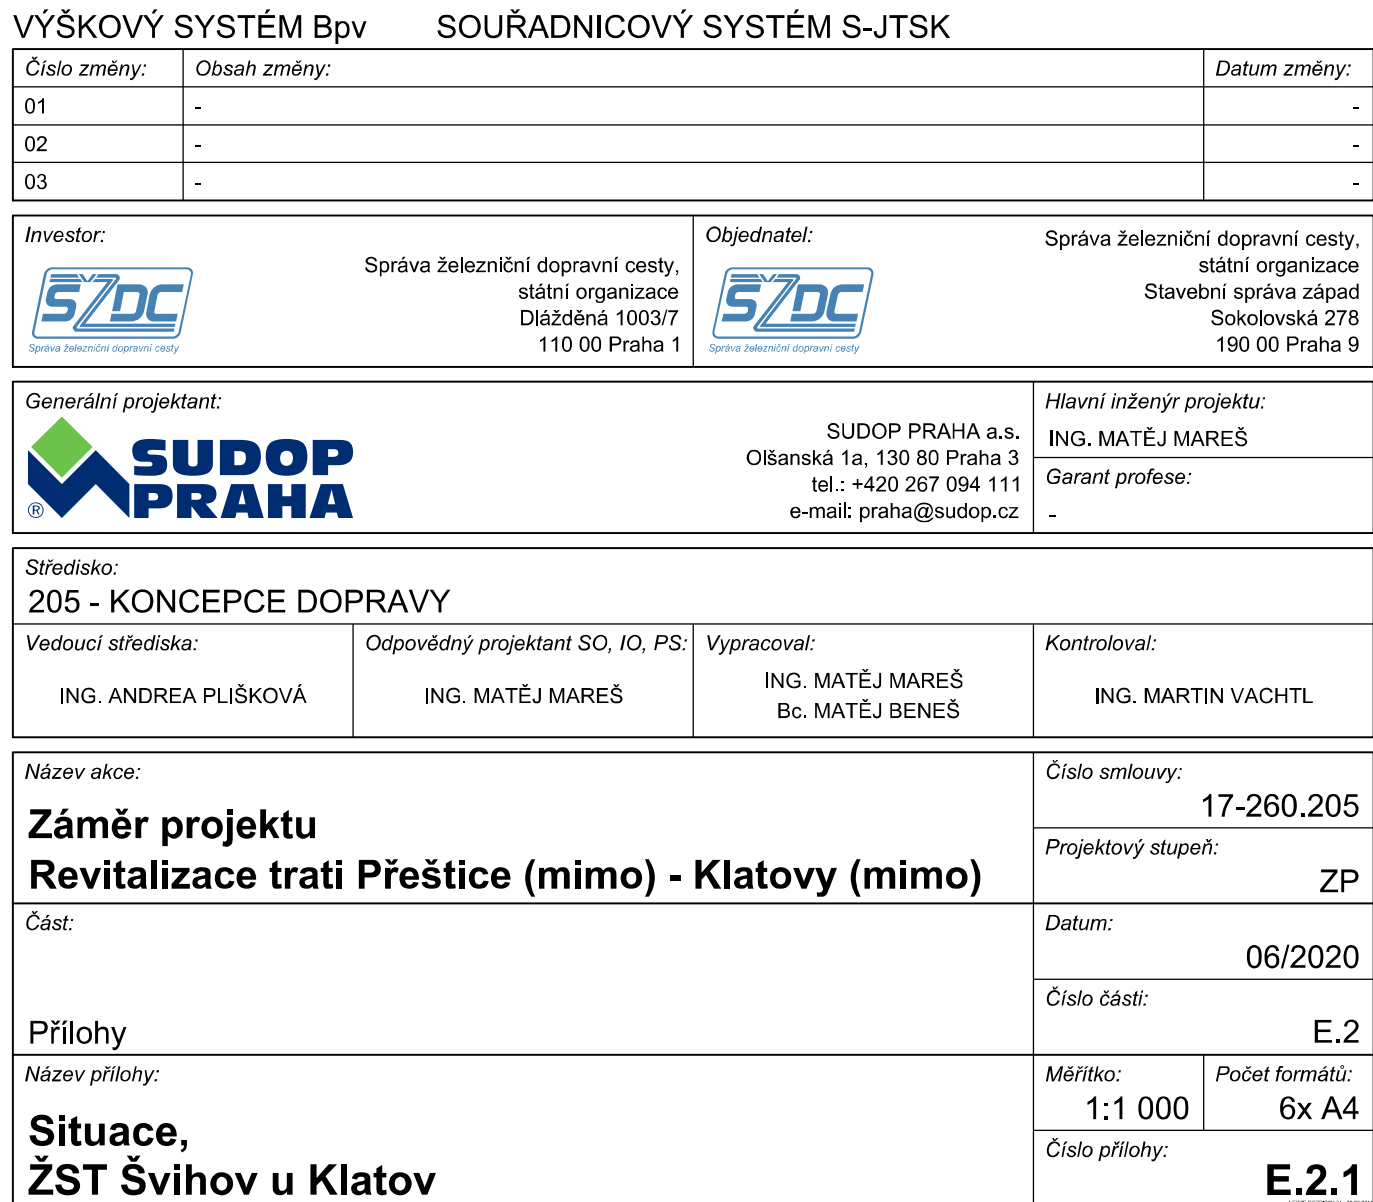 VÝŠKOVÝ SYSTÉM Bpv SOUŘADNICOVÝ SYSTÉM S-JTSK
Číslo změny: Obsah změny: Datum změny:
01 - -
02 - -
03 - -
Investor:
ŠŽDC
Správa železniční dopravní cesty
Správa železniční dopravní cesty,
státní organizace
Dlážděná 1003/7
110 00 Praha 1
Objednatel:
SŽDC
Správa železniční dopravní cesty
Správa železniční dopravní cesty,
státní organizace
Stavební správa západ
Sokolovská 278
190 00 Praha 9
Generální projektant:
SUDOP
PRAHA
®
SUDOP PRAHA a.s.
Olšanská 1a, 130 80 Praha 3
tel.: +420 267 094 111
e-mail: praha@sudop.cz
Hlavní inženýr projektu:
ING. MATĚJ MAREŠ
Garant profese:
-
Středisko:
205 - KONCEPCE DOPRAVY
Vedoucí střediska:
ING. ANDREA PLIŠKOVÁ
Odpovědný projektant SO, IO, PS:
ING. MATĚJ MAREŠ
Vypracoval:
ING. MATĚJ MAREŠ
Bc. MATĚJ BENEŠ
Kontroloval:
ING. MARTIN VACHTL
Název akce:
Záměr projektu
Revitalizace trati Přeštice (mimo) - Klatovy (mimo)
Číslo smlouvy:
17-260.205
Projektový stupeň:
ZP
Část:
Přílohy
Datum:
06/2020
Číslo části:
E.2
Název přílohy:
Situace,
ŽST Švihov u Klatov
Měřítko:
1:1 000
Počet formátů:
6x A4
Číslo přílohy:
E.2.1